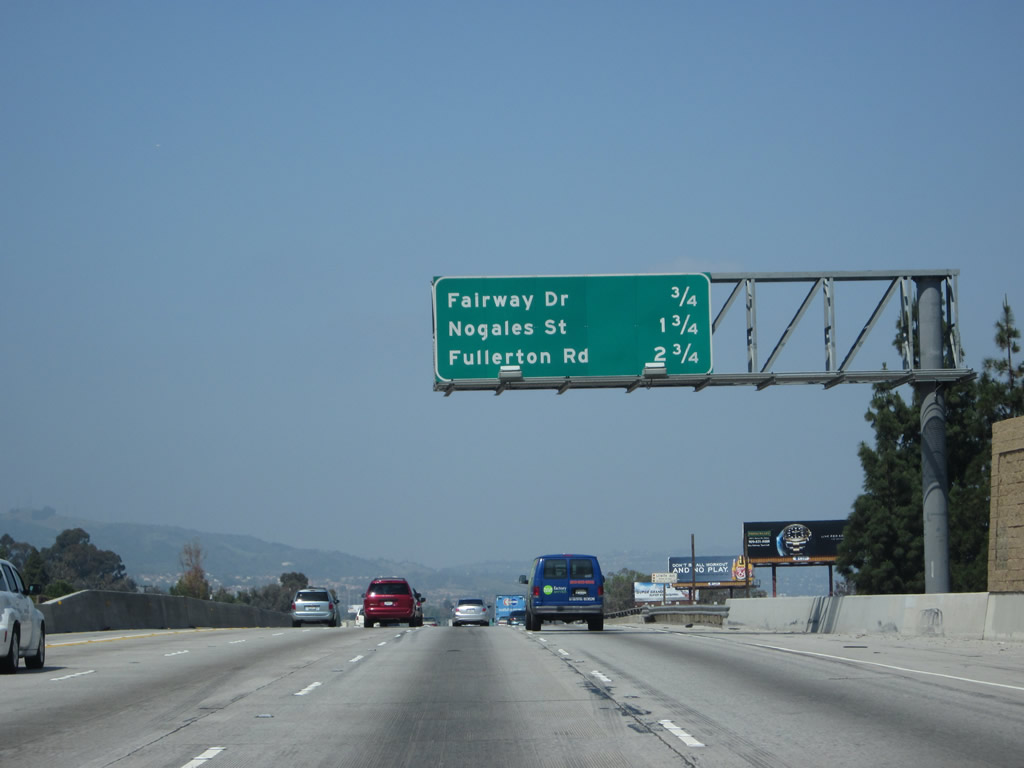 Fairway Dr 3/4
Nogales St 1 3/4
Fullerton Rd 2 3/4
AND NO PLAY.